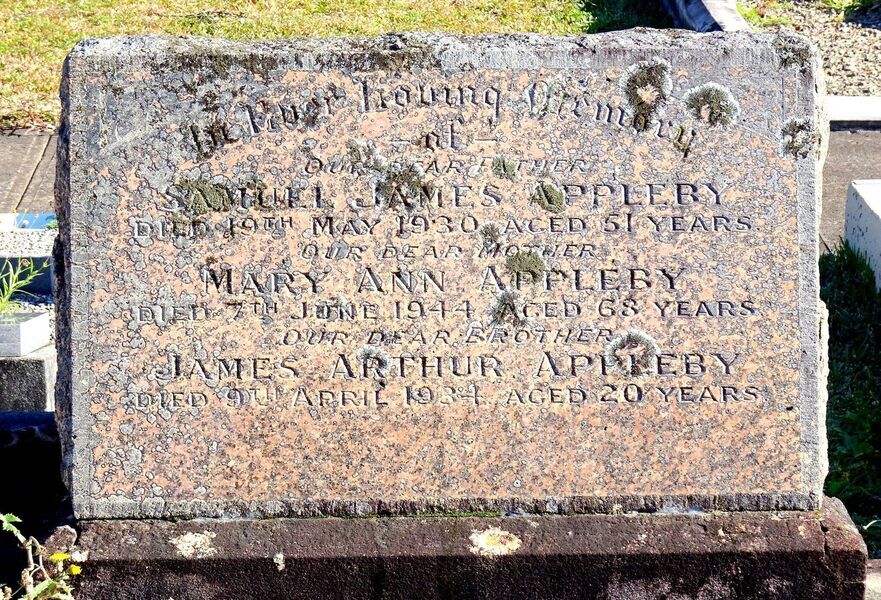 In Ever Loving Memory
— of —
OUR DEAR FATHER
SAMUEL JAMES APPLEBY
DIED 19TH MAY 1930, AGED 51 YEARS.
OUR DEAR MOTHER
MARY ANN APPLEBY
DIED 7TH JUNE 1944, AGED 68 YEARS
OUR DEAR BROTHER
JAMES ARTHUR APPLEBY
DIED 9TH APRIL 1934, AGED 20 YEARS.